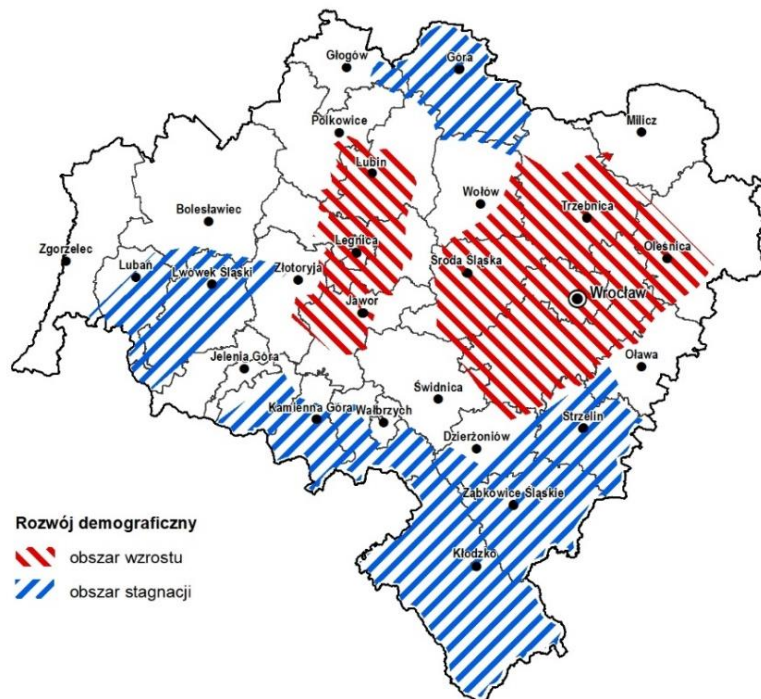 Głogów
Góra
Polkowice
Milicz
Lubin
Wołów
Bolesławiec
Trzebnica
Zgorzelec
Legnica
Oleśnica
Lubań
Lwówek Śląski
Złotoryja
Środa Śląska
Wrocław
Jawor
Jelenia Góra
Oława
Świdnica
Kamienna Góra
Wałbrzych
Strzelin
Dzierżoniów
Ząbkowice Śląskie
Kłodzko
Rozwój demograficzny
obszar wzrostu
obszar stagnacji